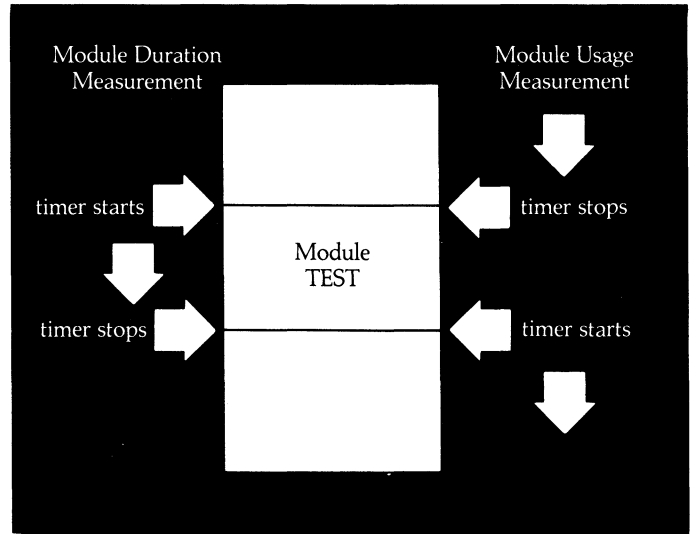 Module Duration
Measurement
Module Usage
Measurement
timer starts
timer stops
Module
TEST
timer stops
timer starts